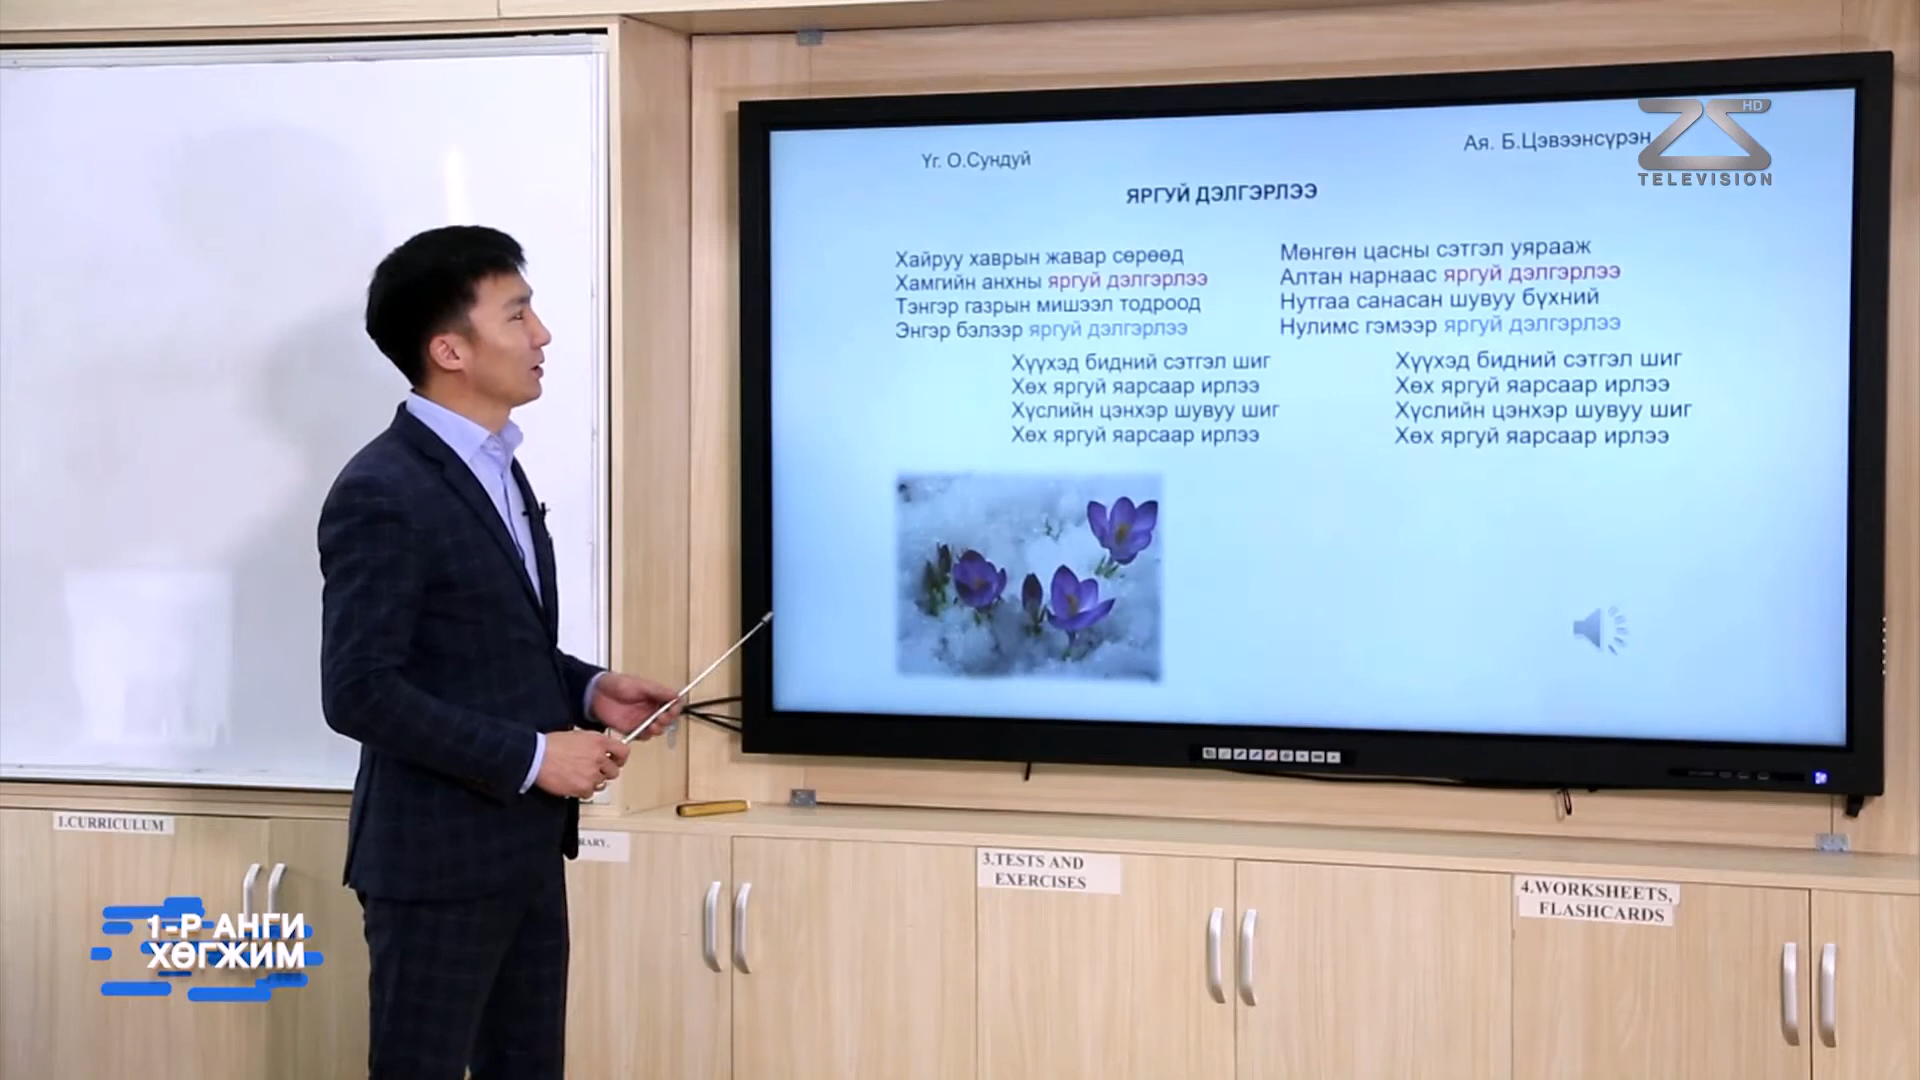 HD
TELEVISION
Үг. О.Сундуй
Ая. Б.Цэвээнсүрэн
ЯРГУЙ ДЭЛГЭРЛЭЭ
Хайруу хаврын жавар сөрөөд
Хамгийн анхны яргуй дэлгэрлээ
Тэнгэр газрын мишээл тодроод
Энгэр бэлээр яргуй дэлгэрлээ
Хүүхэд бидний сэтгэл шиг
Хөх яргуй яарсаар ирлээ
Хүслийн цэнхэр шувуу шиг
Хөх яргуй яарсаар ирлээ
Мөнгөн цасны сэтгэл уярааж
Алтан нарнаас яргуй дэлгэрлээ
Нутгаа санасан шувуу бүхний
Нулимс гэмээр яргуй дэлгэрлээ
Хүүхэд бидний сэтгэл шиг
Хөх яргуй яарсаар ирлээ
Хүслийн цэнхэр шувуу шиг
Хөх яргуй яарсаар ирлээ
1.CURRICULUM
3.TESTS AND
EXERCISES
4.WORKSHEETS,
FLASHCARDS
1-Р АНГИ
ХӨГЖИМ